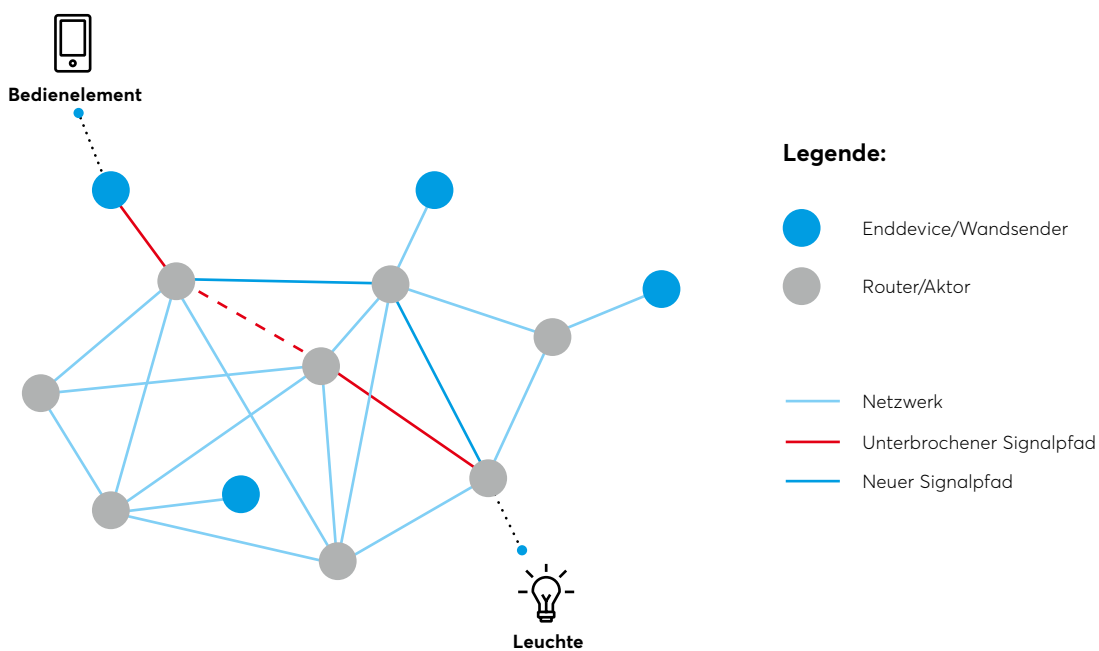 Bedienelement
Legende:
Enddevice/Wandsender
Router/Aktor
Netzwerk
Unterbrochener Signalpfad
Neuer Signalpfad
Leuchte